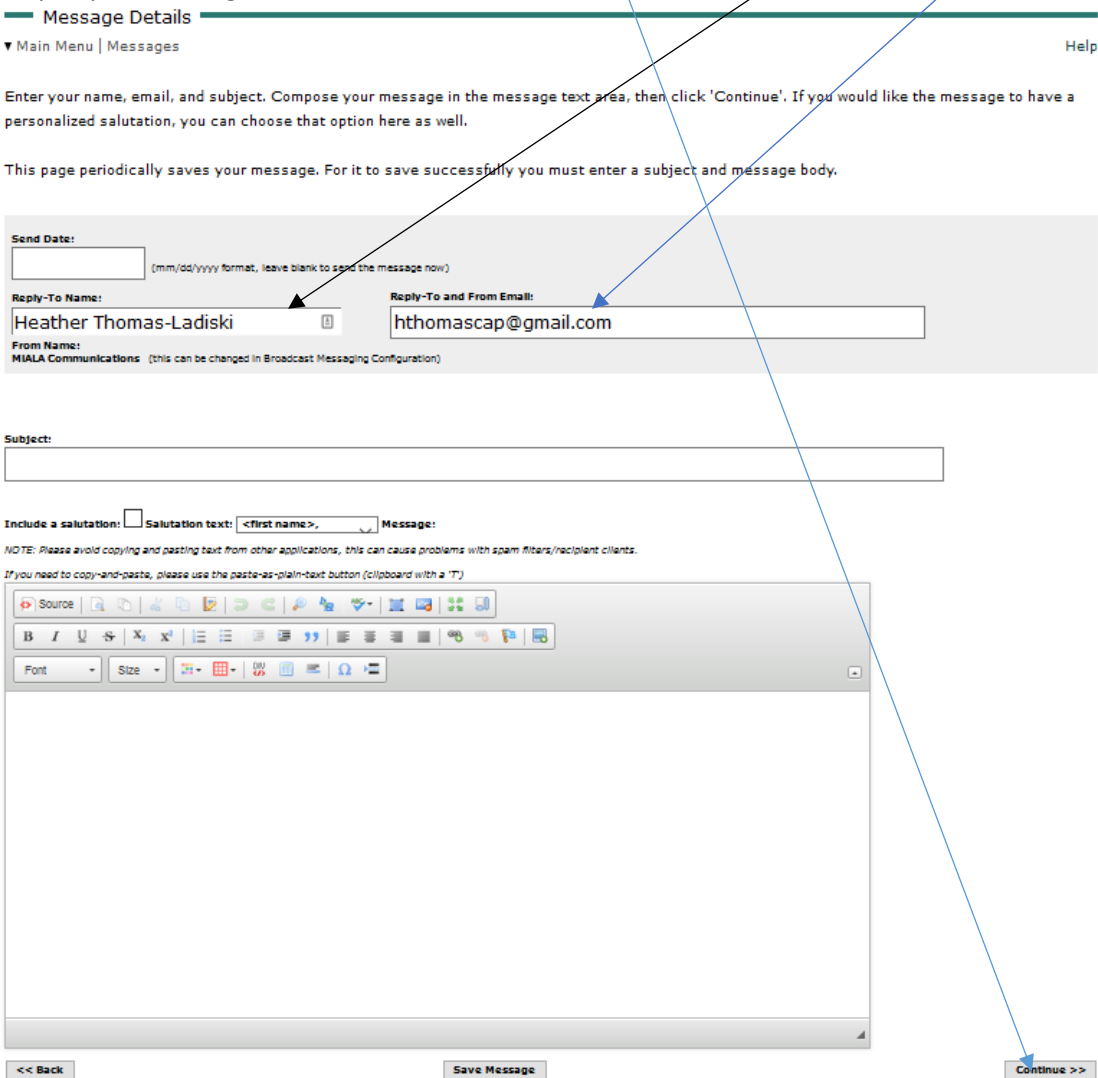 Message Details
▼ Main Menu | Messages Help
Enter your name, email, and subject. Compose your message in the message text area, then click 'Continue'. If you would like the message to have a
personalized salutation, you can choose that option here as well.
This page periodically saves your message. For it to save successfully you must enter a subject and message body.
Send Date:
(mm/dd/yyyy format, leave blank to send the message now)
Reply-To Name: Reply-To and From Email:
Heather Thomas-Ladiski hthomascap@gmail.com
From Name:
MIALA Communications (this can be changed in Broadcast Messaging Configuration)
Subject:
Include a salutation: Salutation text: <first name>, Message:
NOTE: Please avoid copying and pasting text from other applications, this can cause problems with spam filters/recipient clients.
If you need to copy-and-paste, please use the paste-as-plain-text button (clipboard with a 'T')
Source
B I U S X₂ x²
Font Size Ω
<< Back Save Message Continue >>